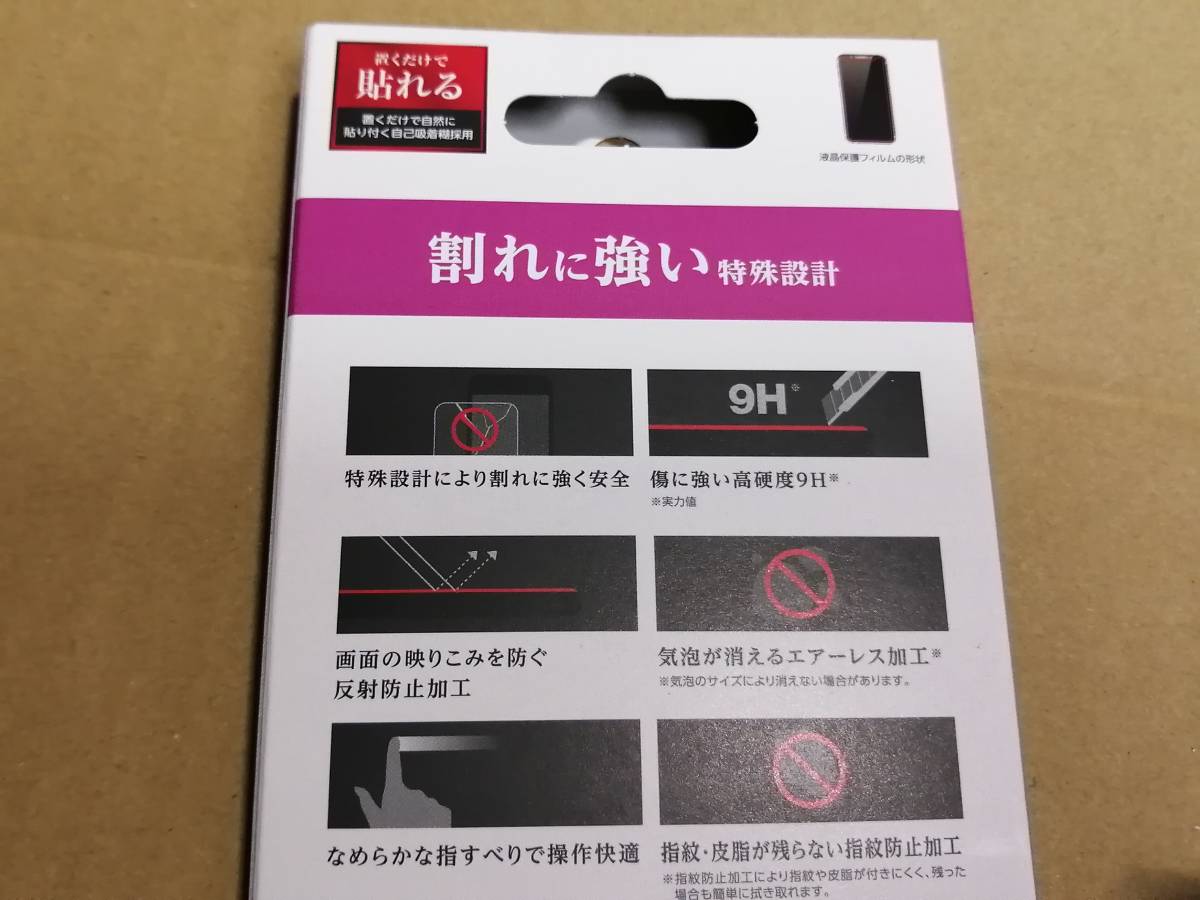 置くだけで
貼れる
置くだけで自然に
貼り付く自己吸着糊採用
液晶保護フィルムの形状
割れに強い特殊設計
9H※
特殊設計により割れに強く安全
傷に強い高硬度9H※
※実力値
画面の映りこみを防ぐ
反射防止加工
気泡が消えるエアーレス加工※
※気泡のサイズにより消えない場合があります。
なめらかな指すべりで操作快適
指紋・皮脂が残らない指紋防止加工
※指紋防止加工により指紋や皮脂が付きにくく、残った
場合も簡単に拭き取れます。